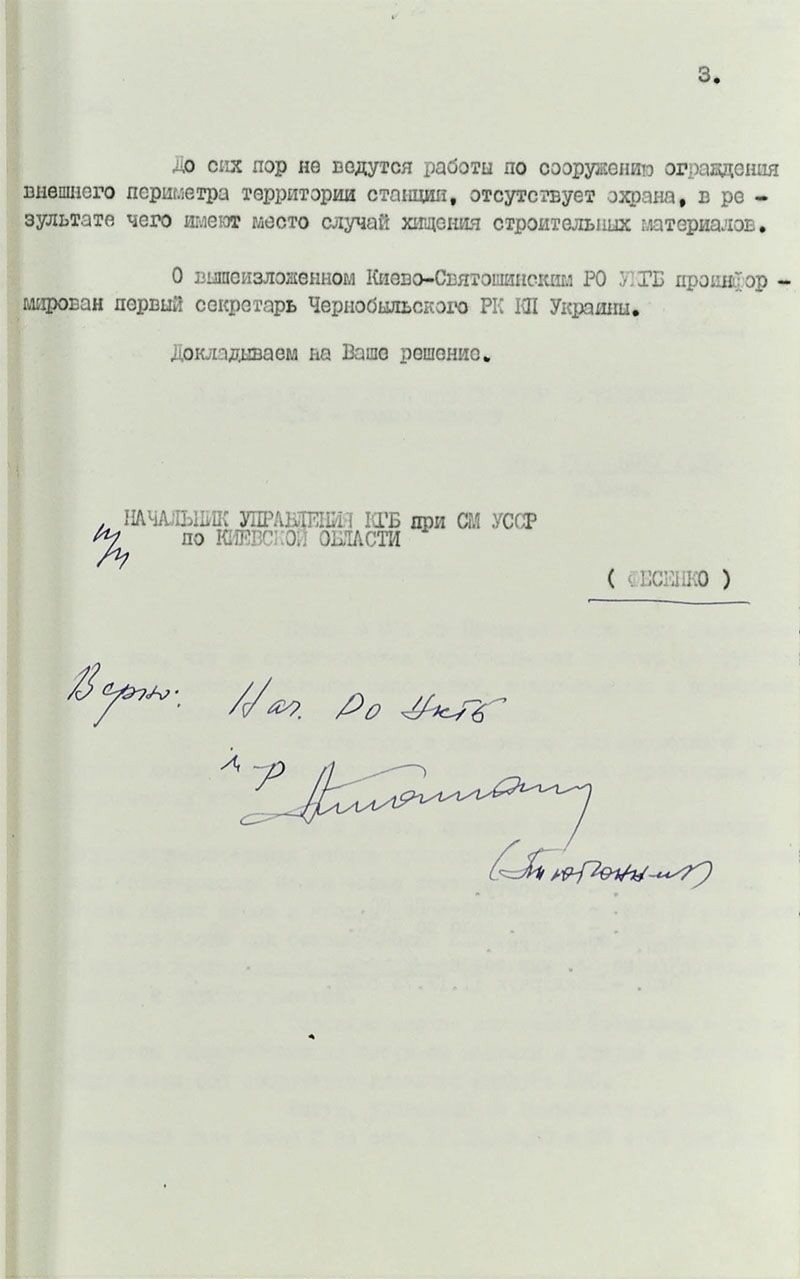 3.
До сих пор не ведутся работы по сооружению ограждения
внешнего периметра территории станции, отсутствует охрана, в ре -
зультате чего имеют место случай хищения строительных материалов.
О вышеизложенном Киево-Святошинским РО УКГБ проинфор -
мирован первый секретарь Чернобыльского РК КП Украины.
Докладываем на Ваше решение.
НАЧАЛЬНИК УПРАВЛЕНИЯ КГБ при СМ УССР
по КИЕВСКОЙ ОБЛАСТИ
( ФЕСЕНКО )
Верно: Нач. РО УКГБ
м-р